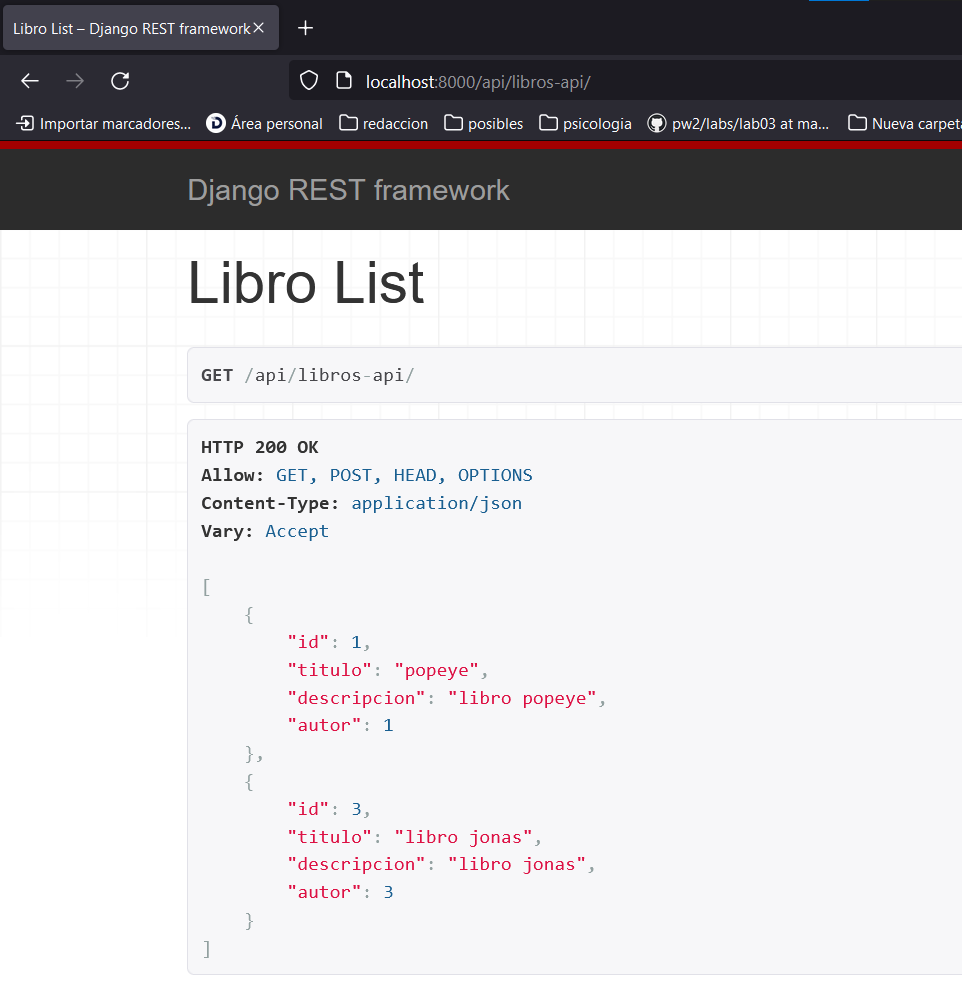 Libro List – Django REST framework
localhost:8000/api/libros-api/
Importar marcadores... Área personal redaccion posibles psicologia pw2/labs/lab03 at ma... Nueva carpeta
Django REST framework
Libro List
GET /api/libros-api/
HTTP 200 OK
Allow: GET, POST, HEAD, OPTIONS
Content-Type: application/json
Vary: Accept
[
    {
        "id": 1,
        "titulo": "popeye",
        "descripcion": "libro popeye",
        "autor": 1
    },
    {
        "id": 3,
        "titulo": "libro jonas",
        "descripcion": "libro jonas",
        "autor": 3
    }
]